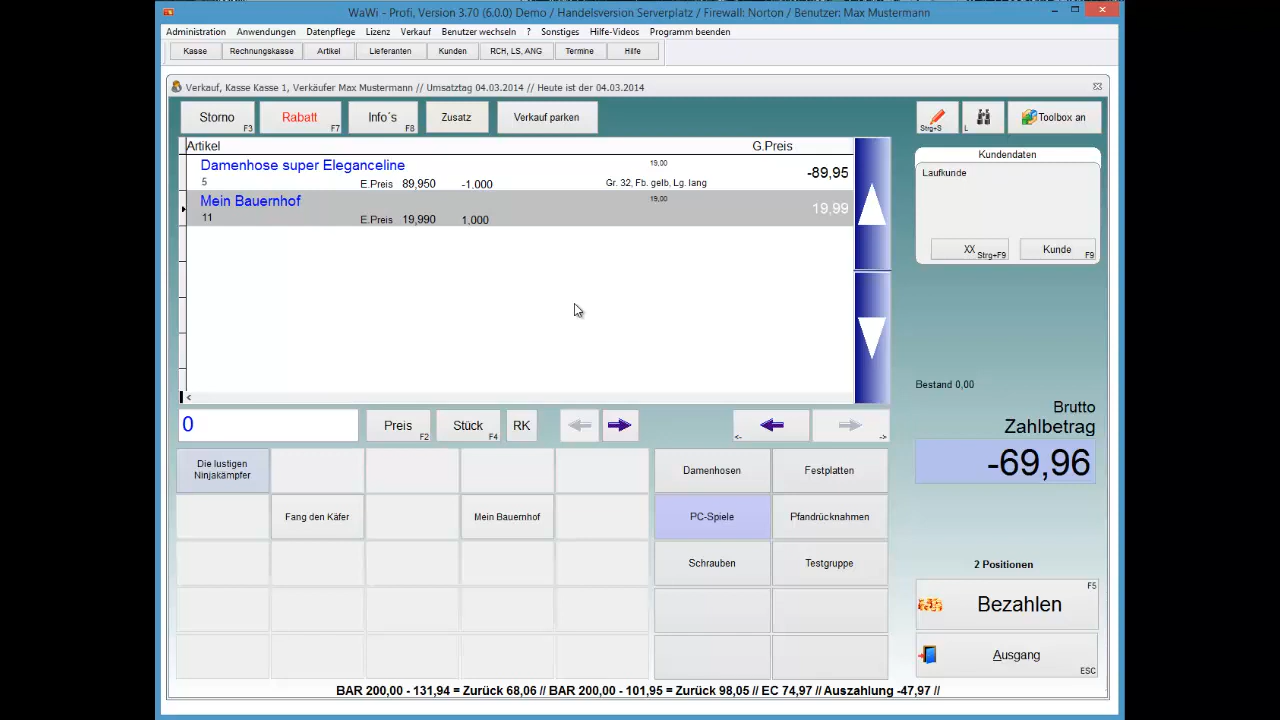 WaWi - Profi, Version 3.70 (6.0.0) Demo / Handelsversion Serverplatz / Firewall: Norton / Benutzer: Max Mustermann
Administration Anwendungen Datenpflege Lizenz Verkauf Benutzer wechseln ? Sonstiges Hilfe-Videos Programm beenden
Kasse Rechnungskasse Artikel Lieferanten Kunden RCH, LS, ANG Termine Hilfe
Verkauf, Kasse Kasse 1, Verkäufer Max Mustermann // Umsatztag 04.03.2014 // Heute ist der 04.03.2014
Storno F3 Rabatt F7 Info´s F8 Zusatz Verkauf parken Strg+S L Toolbox an
Artikel G.Preis
Damenhose super Eleganceline 19,00 -89,95
5 E.Preis 89,950 -1,000 Gr. 32, Fb. gelb, Lg. lang
Mein Bauernhof 19,00 19,99
11 E.Preis 19,990 1,000
Kundendaten
Laufkunde
XX Strg+F9 Kunde F9
Bestand 0,00
Brutto
Zahlbetrag
-69,96
0 Preis F2 Stück F4 RK <- ->
Die lustigen
Ninjakämpfer
Damenhosen Festplatten
Fang den Käfer Mein Bauernhof PC-Spiele Pfandrücknahmen
Schrauben Testgruppe
2 Positionen
Bezahlen F5
Ausgang ESC
BAR 200,00 - 131,94 = Zurück 68,06 // BAR 200,00 - 101,95 = Zurück 98,05 // EC 74,97 // Auszahlung -47,97 //